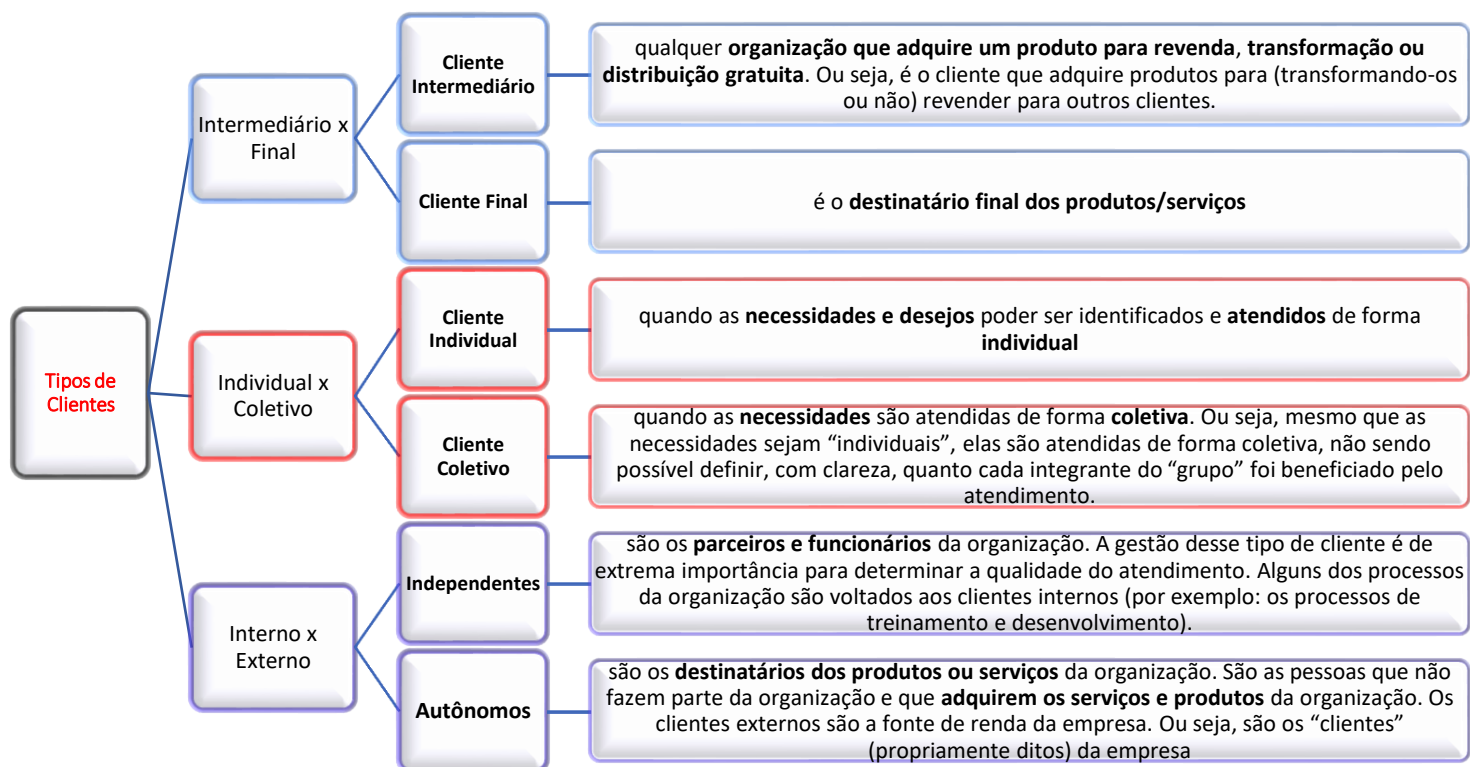 Tipos de
Clientes
Intermediário x
Final
Cliente
Intermediário
qualquer organização que adquire um produto para revenda, transformação ou
distribuição gratuita. Ou seja, é o cliente que adquire produtos para (transformando-os
ou não) revender para outros clientes.
Cliente Final
é o destinatário final dos produtos/serviços
Individual x
Coletivo
Cliente
Individual
quando as necessidades e desejos poder ser identificados e atendidos de forma
individual
Cliente
Coletivo
quando as necessidades são atendidas de forma coletiva. Ou seja, mesmo que as
necessidades sejam “individuais”, elas são atendidas de forma coletiva, não sendo
possível definir, com clareza, quanto cada integrante do “grupo” foi beneficiado pelo
atendimento.
Interno x
Externo
Independentes
são os parceiros e funcionários da organização. A gestão desse tipo de cliente é de
extrema importância para determinar a qualidade do atendimento. Alguns dos processos
da organização são voltados aos clientes internos (por exemplo: os processos de
treinamento e desenvolvimento).
Autônomos
são os destinatários dos produtos ou serviços da organização. São as pessoas que não
fazem parte da organização e que adquirem os serviços e produtos da organização. Os
clientes externos são a fonte de renda da empresa. Ou seja, são os “clientes”
(propriamente ditos) da empresa